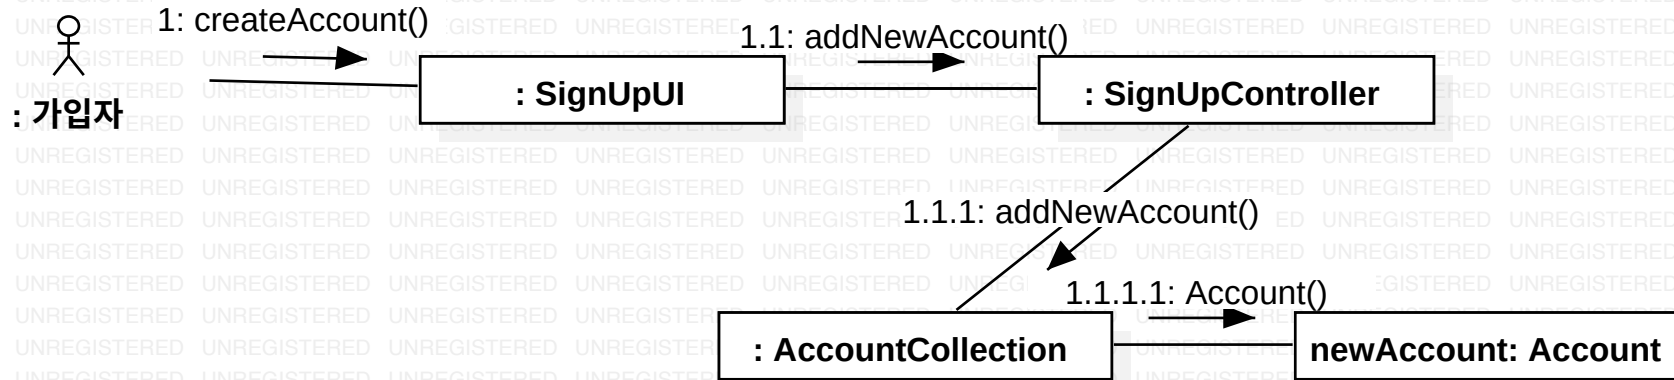 1: createAccount()
1.1: addNewAccount()
: 가입자
: SignUpUI
: SignUpController
1.1.1: addNewAccount()
1.1.1.1: Account()
: AccountCollection
newAccount: Account
UNREGISTERED